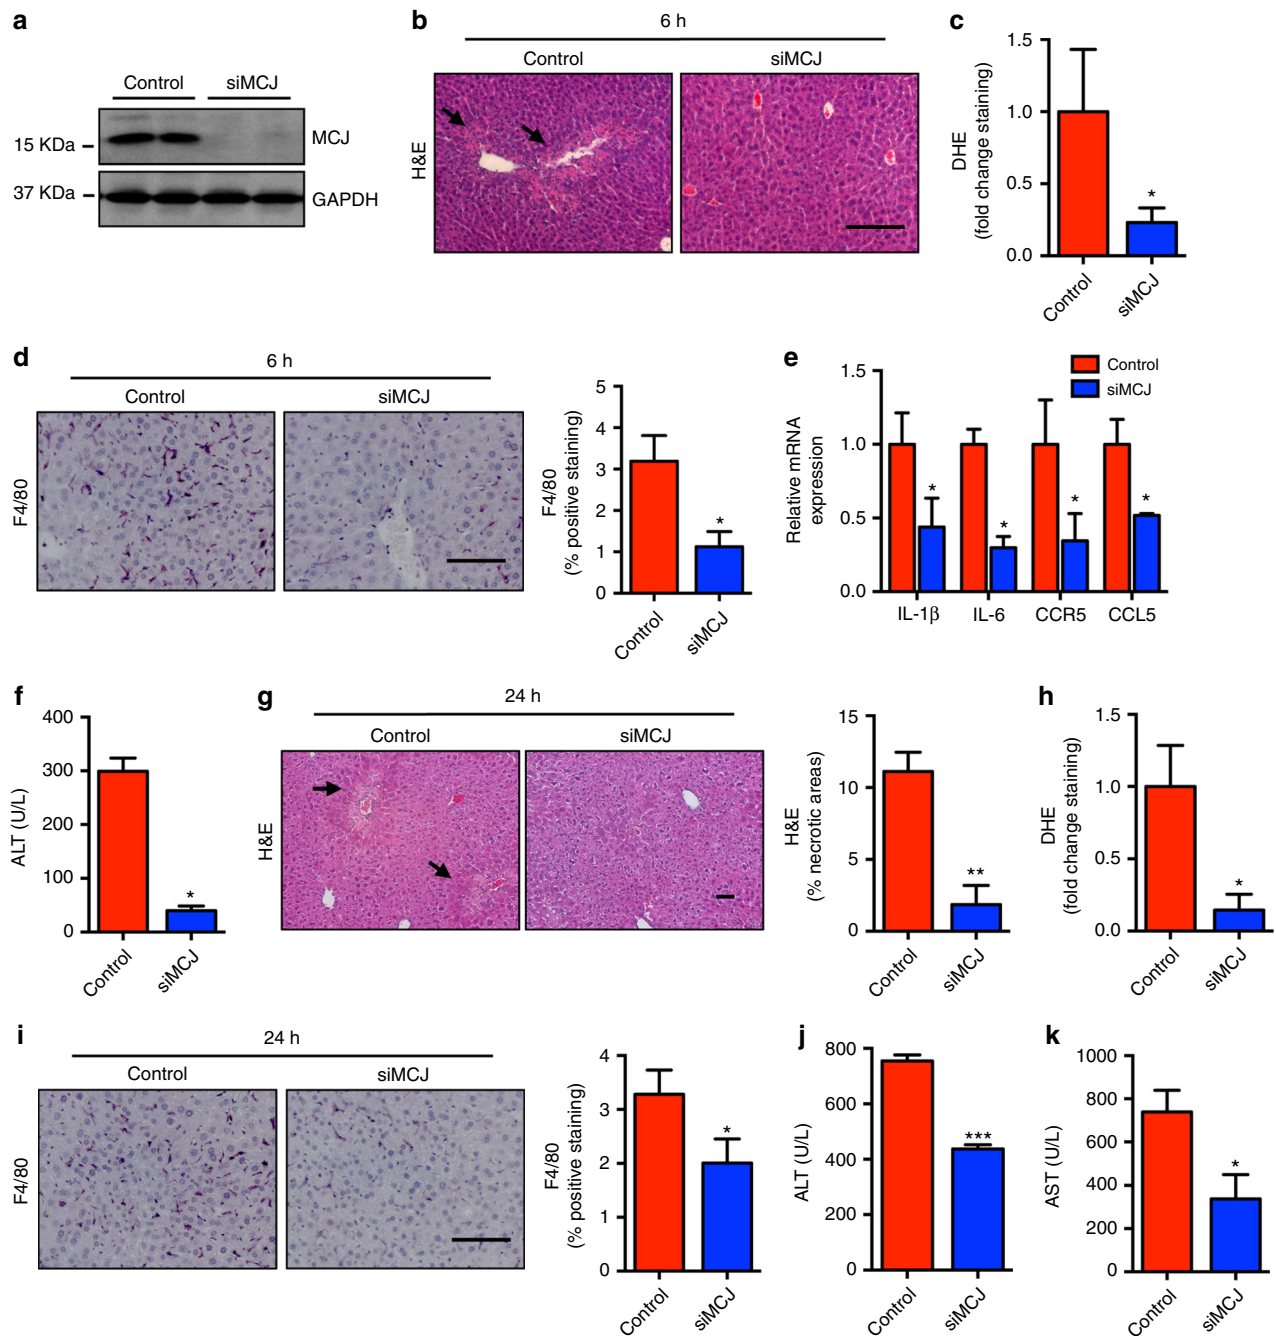 a
Control siMCJ
15 KDa
MCJ
37 KDa
GAPDH
b
6 h
Control siMCJ
H&E
c
DHE
(fold change staining)
1.5
1.0
0.5
0.0
*
Control siMCJ
d
6 h
Control siMCJ
F4/80
F4/80
(% positive staining)
5
4
3
2
1
0
*
Control siMCJ
e
Control
siMCJ
Relative mRNA
expression
1.5
1.0
0.5
0.0
* * * *
IL-1β IL-6 CCR5 CCL5
f
ALT (U/L)
400
300
200
100
0
*
Control siMCJ
g
24 h
Control siMCJ
H&E
H&E
(% necrotic areas)
15
10
5
0
**
Control siMCJ
h
DHE
(fold change staining)
1.5
1.0
0.5
0.0
*
Control siMCJ
i
24 h
Control siMCJ
F4/80
F4/80
(% positive staining)
4
3
2
1
0
*
Control siMCJ
j
ALT (U/L)
800
600
400
200
0
***
Control siMCJ
k
AST (U/L)
1000
800
600
400
200
0
*
Control siMCJ